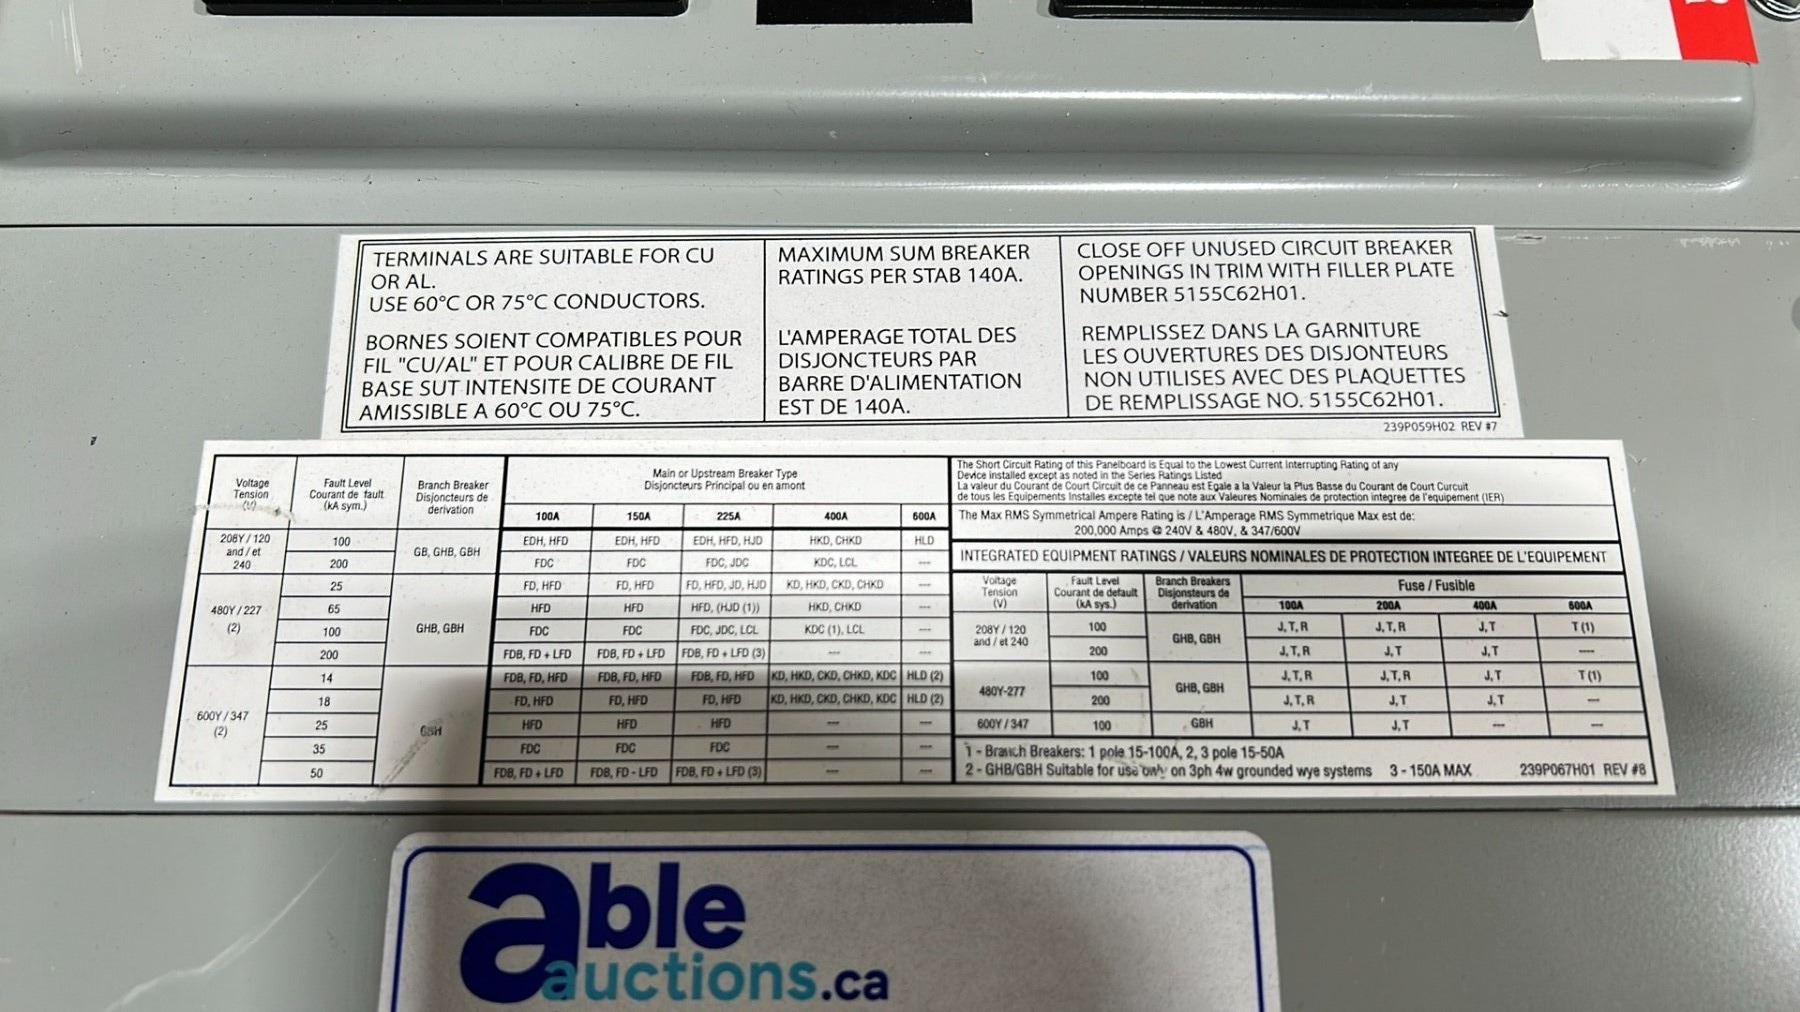 TERMINALS ARE SUITABLE FOR CU
OR AL.
USE 60°C OR 75°C CONDUCTORS.
BORNES SOIENT COMPATIBLES POUR
FIL "CU/AL" ET POUR CALIBRE DE FIL
BASE SUT INTENSITE DE COURANT
AMISSIBLE A 60°C OU 75°C.
MAXIMUM SUM BREAKER
RATINGS PER STAB 140A.
L'AMPERAGE TOTAL DES
DISJONCTEURS PAR
BARRE D'ALIMENTATION
EST DE 140A.
CLOSE OFF UNUSED CIRCUIT BREAKER
OPENINGS IN TRIM WITH FILLER PLATE
NUMBER 5155C62H01.
REMPLISSEZ DANS LA GARNITURE
LES OUVERTURES DES DISJONTEURS
NON UTILISES AVEC DES PLAQUETTES
DE REMPLISSAGE NO. 5155C62H01.
239P059H02 REV #7
Voltage
Tension
(V)
Fault Level
Courant de fault
(kA sym.)
Branch Breaker
Disjoncteurs de
derivation
Main or Upstream Breaker Type
Disjoncteurs Principal ou en amont
100A 150A 225A 400A 600A
208Y / 120
and / et
240
GB, GHB, GBH
100 EDH, HFD EDH, HFD EDH, HFD, HJD HKD, CHKD HLD
200 FDC FDC FDC, JDC KDC, LCL ---
480Y / 227
(2)
GHB, GBH
25 FD, HFD FD, HFD FD, HFD, JD, HJD KD, HKD, CKD, CHKD ---
65 HFD HFD HFD, (HJD (1)) HKD, CHKD ---
100 FDC FDC FDC, JDC, LCL KDC (1), LCL ---
200 FDB, FD + LFD FDB, FD + LFD FDB, FD + LFD (3) --- ---
600Y / 347
(2)
GBH
14 FDB, FD, HFD FDB, FD, HFD FDB, FD, HFD KD, HKD, CKD, CHKD, KDC HLD (2)
18 FD, HFD FD, HFD FD, HFD KD, HKD, CKD, CHKD, KDC HLD (2)
25 HFD HFD HFD --- ---
35 FDC FDC FDC --- ---
50 FDB, FD + LFD FDB, FD - LFD FDB, FD + LFD (3) --- ---
The Short Circuit Rating of this Panelboard is Equal to the Lowest Current Interrupting Rating of any
Device installed except as noted in the Series Ratings Listed
La valeur du Courant de Court Circuit de ce Panneau est Egale a la Valeur la Plus Basse du Courant de Court Curcuit
de tous les Equipements Installes excepte tel que note aux Valeures Nominales de protection integree de l'equipement (IER)
The Max RMS Symmetrical Ampere Rating is / L'Amperage RMS Symmetrique Max est de:
200,000 Amps @ 240V & 480V, & 347/600V
INTEGRATED EQUIPMENT RATINGS / VALEURS NOMINALES DE PROTECTION INTEGREE DE L'EQUIPEMENT
Voltage
Tension
(V)
Fault Level
Courant de default
(kA sys.)
Branch Breakers
Disjonsteurs de
derivation
Fuse / Fusible
100A 200A 400A 600A
208Y / 120
and / et 240
GHB, GBH
100 J, T, R J, T, R J, T T (1)
200 J, T, R J, T J, T ----
480Y-277
GHB, GBH
100 J, T, R J, T, R J, T T (1)
200 J, T, R J, T J, T ---
600Y / 347 100 GBH J, T J, T --- ---
1 - Branch Breakers: 1 pole 15-100A, 2, 3 pole 15-50A
2 - GHB/GBH Suitable for use only on 3ph 4w grounded wye systems 3 - 150A MAX 239P067H01 REV #8
able
auctions.ca